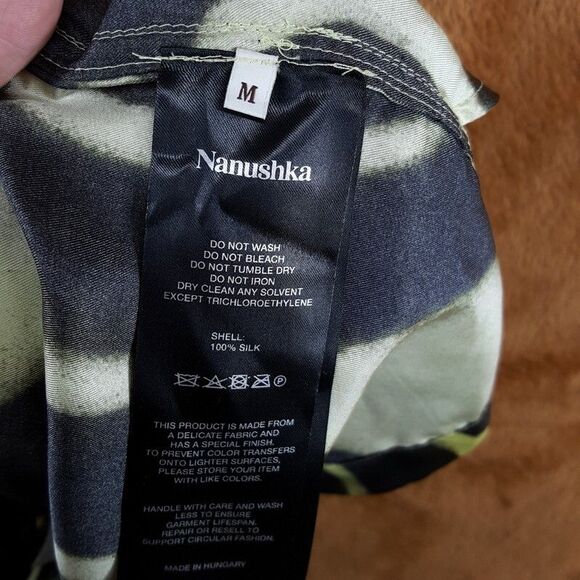 M
Nanushka
DO NOT WASH
DO NOT BLEACH
DO NOT TUMBLE DRY
DO NOT IRON
DRY CLEAN ANY SOLVENT
EXCEPT TRICHLOROETHYLENE
SHELL:
100% SILK
P
THIS PRODUCT IS MADE FROM
A DELICATE FABRIC AND
HAS A SPECIAL FINISH.
TO PREVENT COLOR TRANSFERS
ONTO LIGHTER SURFACES,
PLEASE STORE YOUR ITEM
WITH LIKE COLORS.
HANDLE WITH CARE AND WASH
LESS TO ENSURE
GARMENT LIFESPAN.
REPAIR OR RESELL TO
SUPPORT CIRCULAR FASHION.
MADE IN HUNGARY